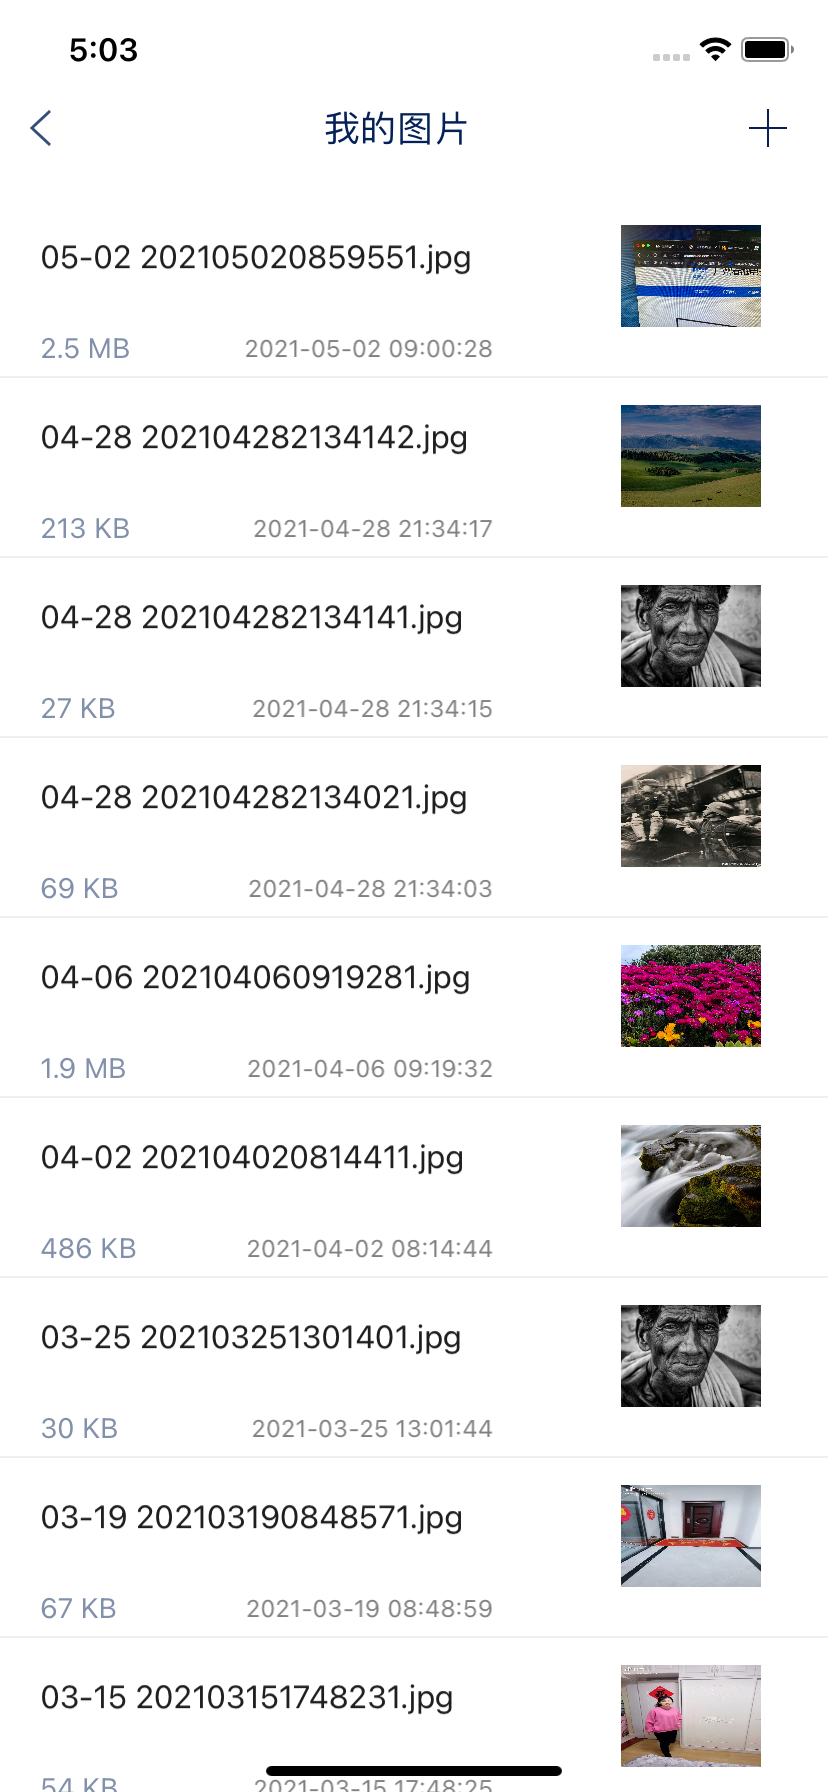 5:03
我的图片
05-02 202105020859551.jpg
2.5 MB 2021-05-02 09:00:28
04-28 202104282134142.jpg
213 KB 2021-04-28 21:34:17
04-28 202104282134141.jpg
27 KB 2021-04-28 21:34:15
04-28 202104282134021.jpg
69 KB 2021-04-28 21:34:03
04-06 202104060919281.jpg
1.9 MB 2021-04-06 09:19:32
04-02 202104020814411.jpg
486 KB 2021-04-02 08:14:44
03-25 202103251301401.jpg
30 KB 2021-03-25 13:01:44
03-19 202103190848571.jpg
67 KB 2021-03-19 08:48:59
03-15 202103151748231.jpg
54 KB 2021-03-15 17:48:25